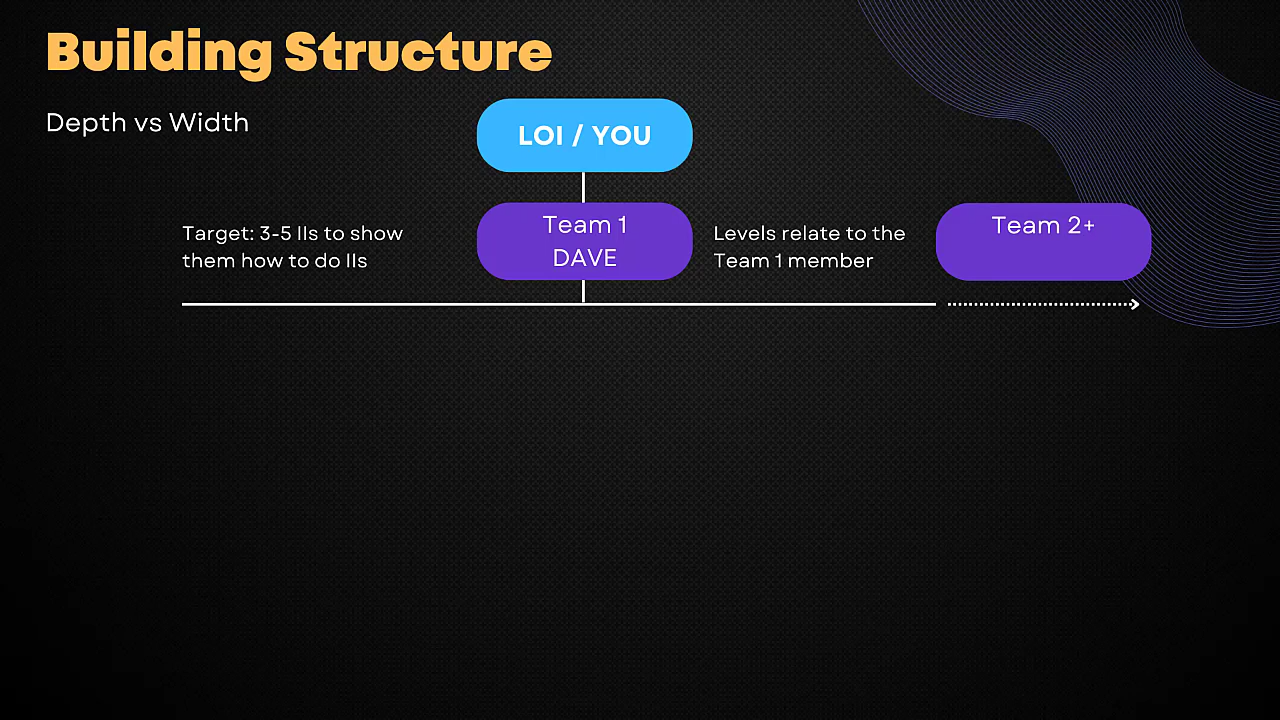 Building Structure
Depth vs Width
LOI / YOU
Target: 3-5 IIs to show
them how to do IIs
Team 1
DAVE
Levels relate to the
Team 1 member
Team 2+